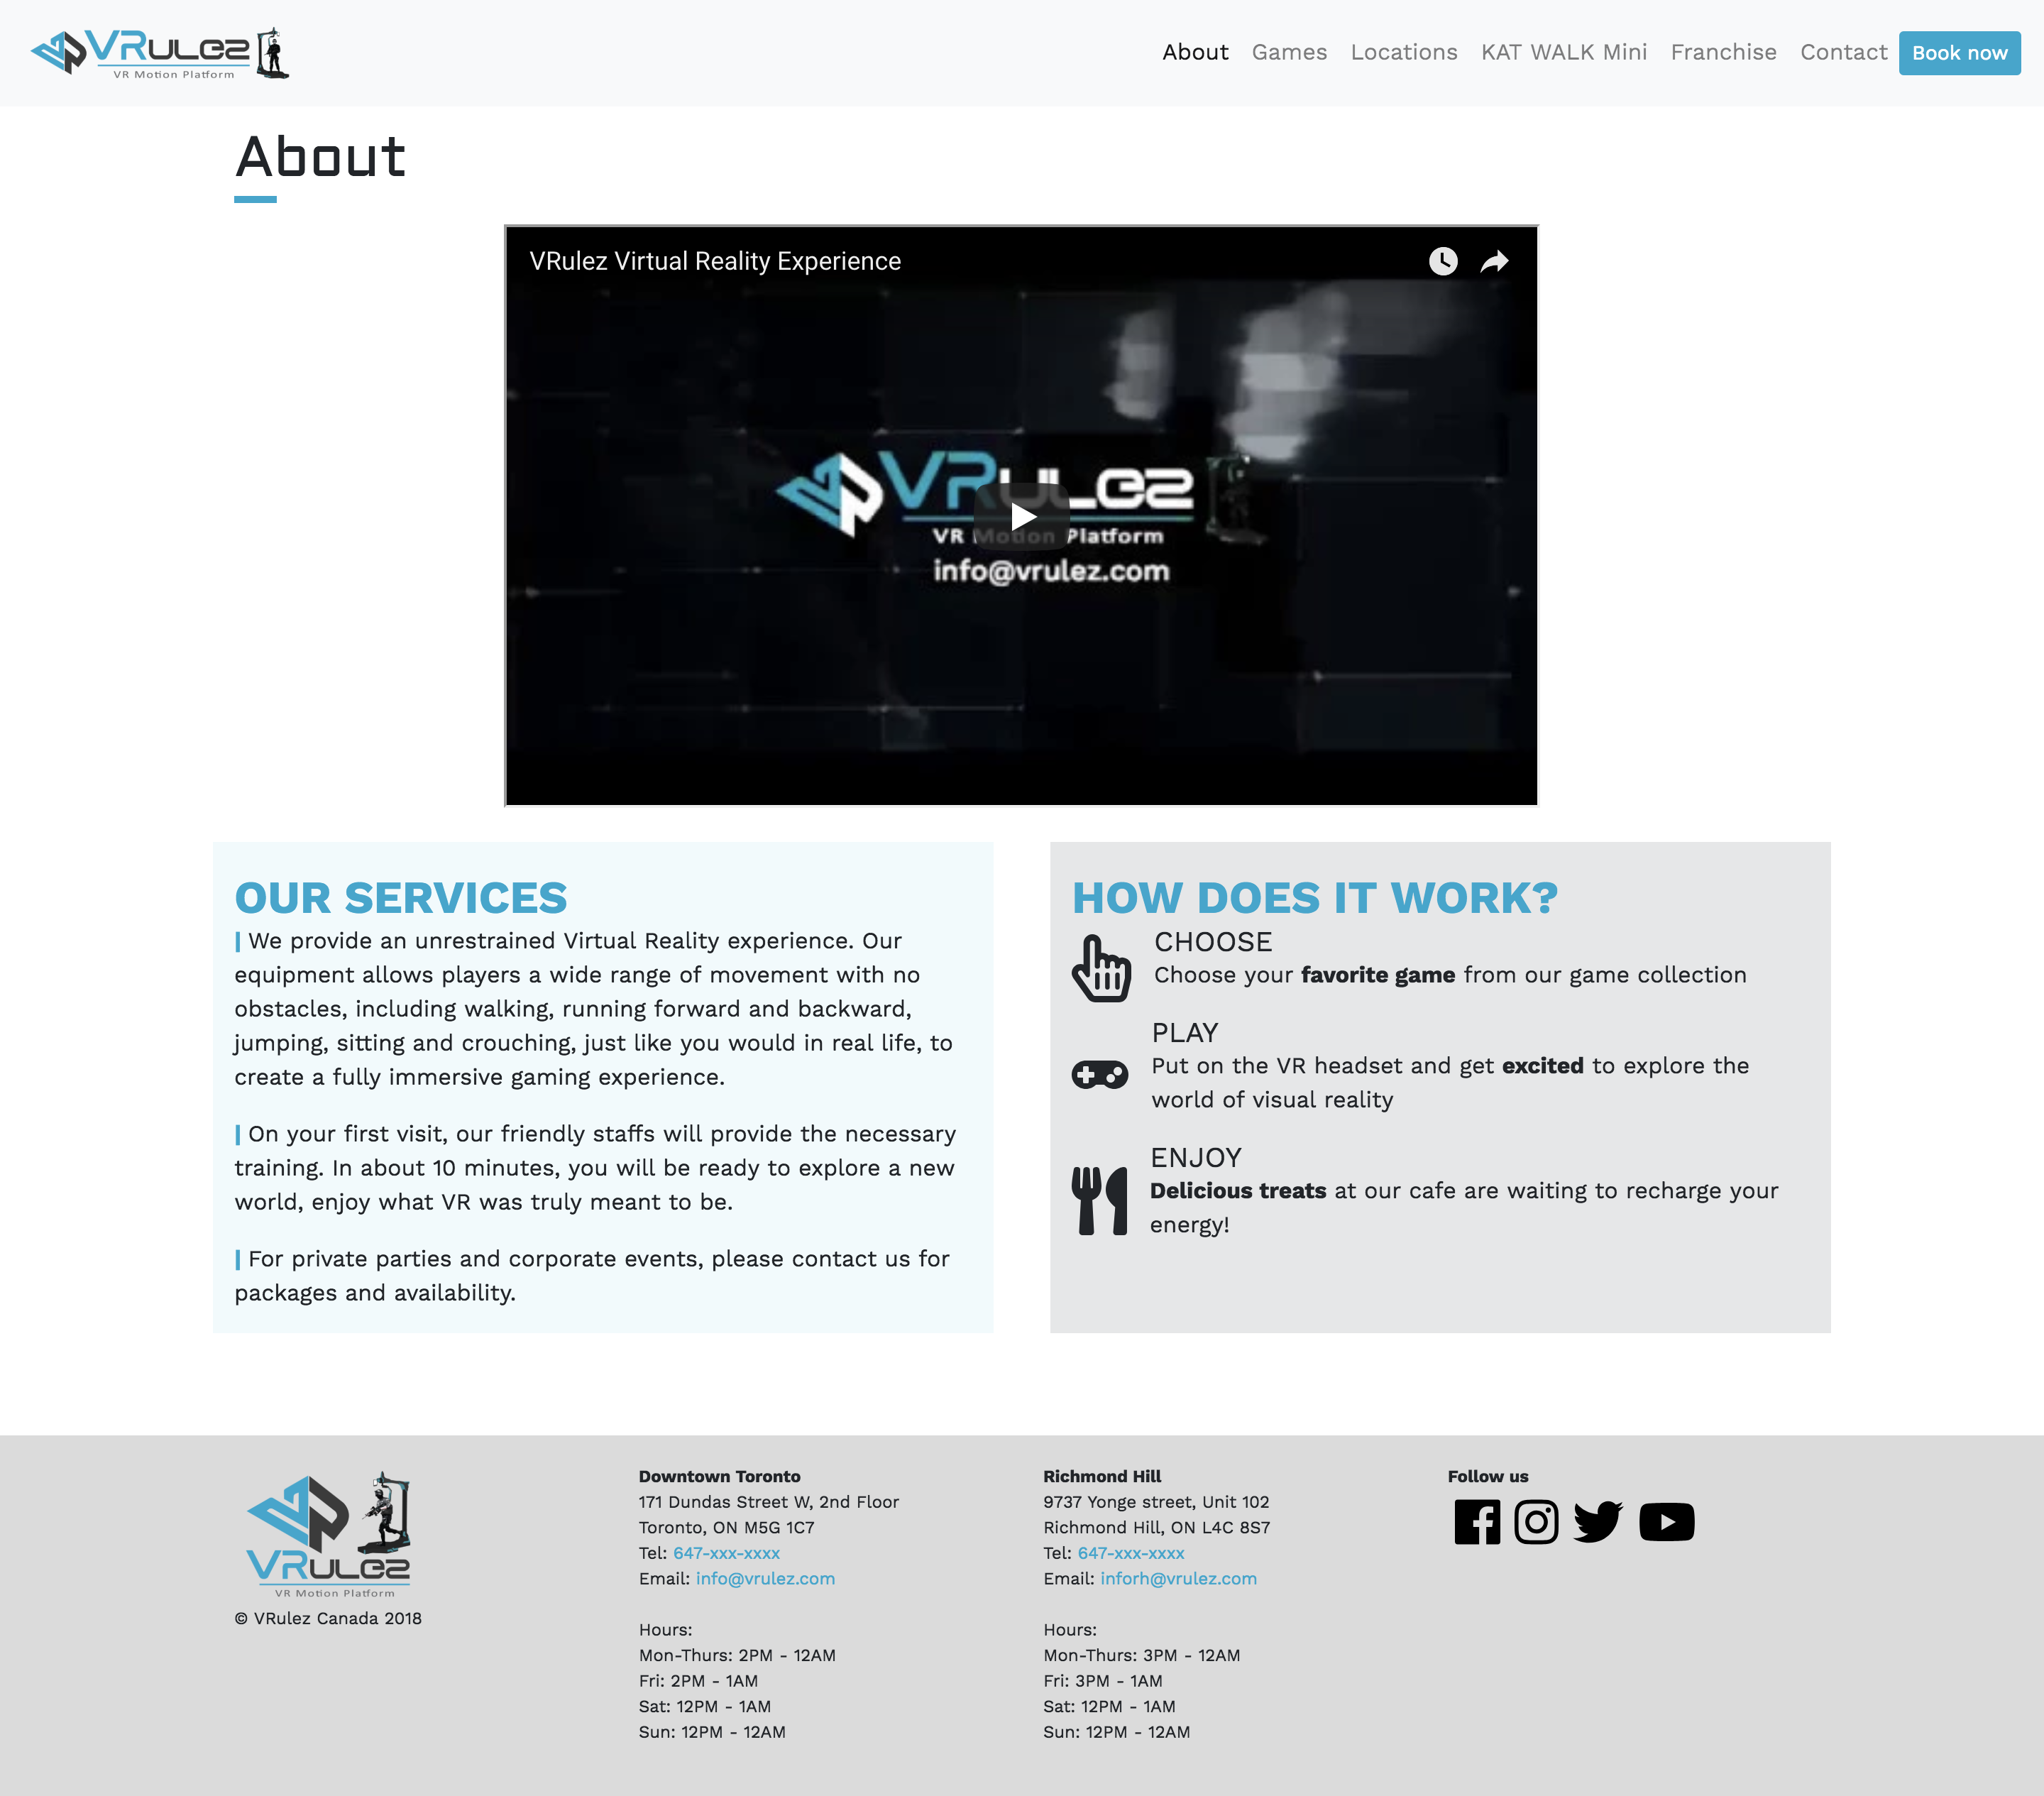 VRulez
VR Motion Platform
About Games Locations KAT WALK Mini Franchise Contact Book now
About
VRulez Virtual Reality Experience
VRulez
VR Motion Platform
info@vrulez.com
OUR SERVICES
| We provide an unrestrained Virtual Reality experience. Our
equipment allows players a wide range of movement with no
obstacles, including walking, running forward and backward,
jumping, sitting and crouching, just like you would in real life, to
create a fully immersive gaming experience.
| On your first visit, our friendly staffs will provide the necessary
training. In about 10 minutes, you will be ready to explore a new
world, enjoy what VR was truly meant to be.
| For private parties and corporate events, please contact us for
packages and availability.
HOW DOES IT WORK?
CHOOSE
Choose your favorite game from our game collection
PLAY
Put on the VR headset and get excited to explore the
world of visual reality
ENJOY
Delicious treats at our cafe are waiting to recharge your
energy!
VRulez
VR Motion Platform
© VRulez Canada 2018
Downtown Toronto
171 Dundas Street W, 2nd Floor
Toronto, ON M5G 1C7
Tel: 647-xxx-xxxx
Email: info@vrulez.com
Hours:
Mon-Thurs: 2PM - 12AM
Fri: 2PM - 1AM
Sat: 12PM - 1AM
Sun: 12PM - 12AM
Richmond Hill
9737 Yonge street, Unit 102
Richmond Hill, ON L4C 8S7
Tel: 647-xxx-xxxx
Email: inforh@vrulez.com
Hours:
Mon-Thurs: 3PM - 12AM
Fri: 3PM - 1AM
Sat: 12PM - 1AM
Sun: 12PM - 12AM
Follow us